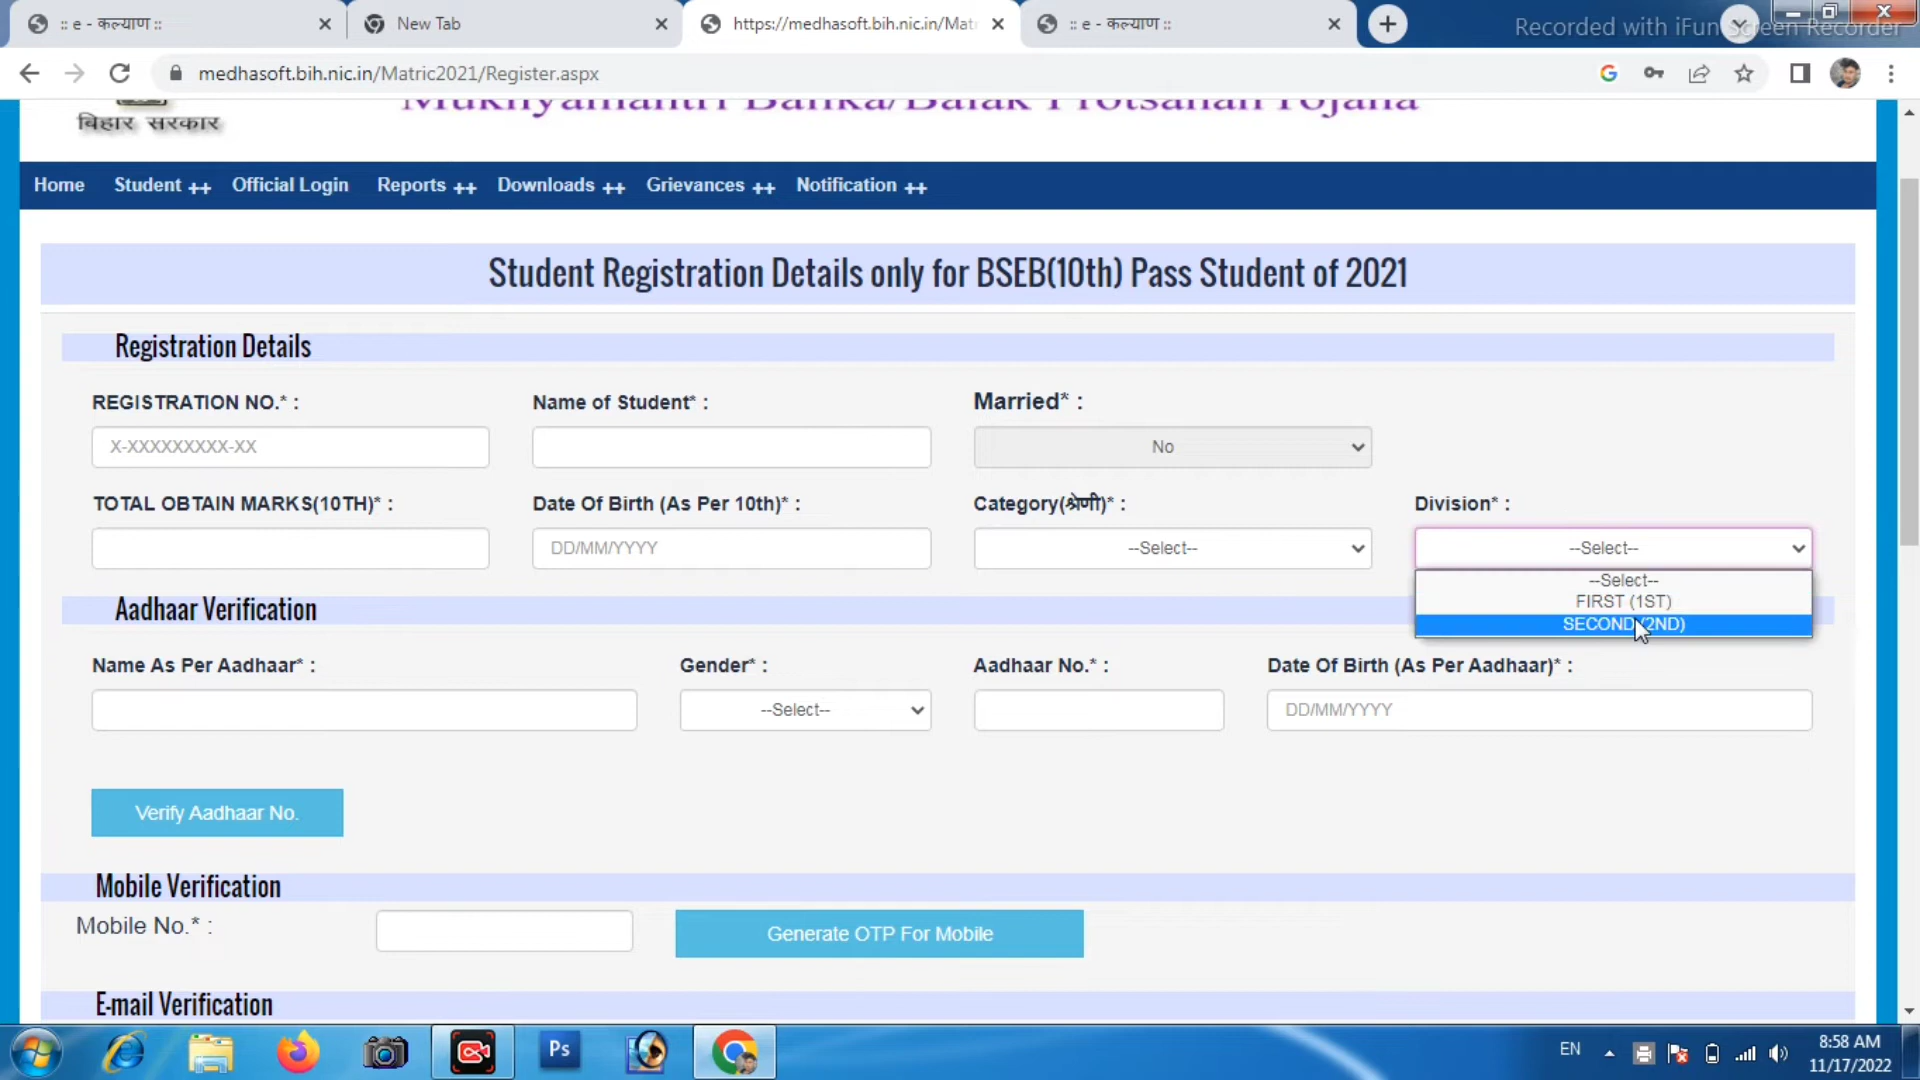 :: e - कल्याण ::
New Tab
https://medhasoft.bih.nic.in/Matr
:: e - कल्याण ::
Recorded with iFun Screen Recorder
medhasoft.bih.nic.in/Matric2021/Register.aspx
बिहार सरकार
Mukhyamantri Balika/Balak Protsahan Yojana
Home
Student ++
Official Login
Reports ++
Downloads ++
Grievances ++
Notification ++
Student Registration Details only for BSEB(10th) Pass Student of 2021
Registration Details
REGISTRATION NO.* :
Name of Student* :
Married* :
X-XXXXXXXXX-XX
No
TOTAL OBTAIN MARKS(10TH)* :
Date Of Birth (As Per 10th)* :
Category(श्रेणी)* :
Division* :
DD/MM/YYYY
--Select--
--Select--
--Select--
FIRST (1ST)
SECOND (2ND)
Aadhaar Verification
Name As Per Aadhaar* :
Gender* :
Aadhaar No.* :
Date Of Birth (As Per Aadhaar)* :
--Select--
DD/MM/YYYY
Verify Aadhaar No.
Mobile Verification
Mobile No.* :
Generate OTP For Mobile
E-mail Verification
Ps
EN
8:58 AM
11/17/2022